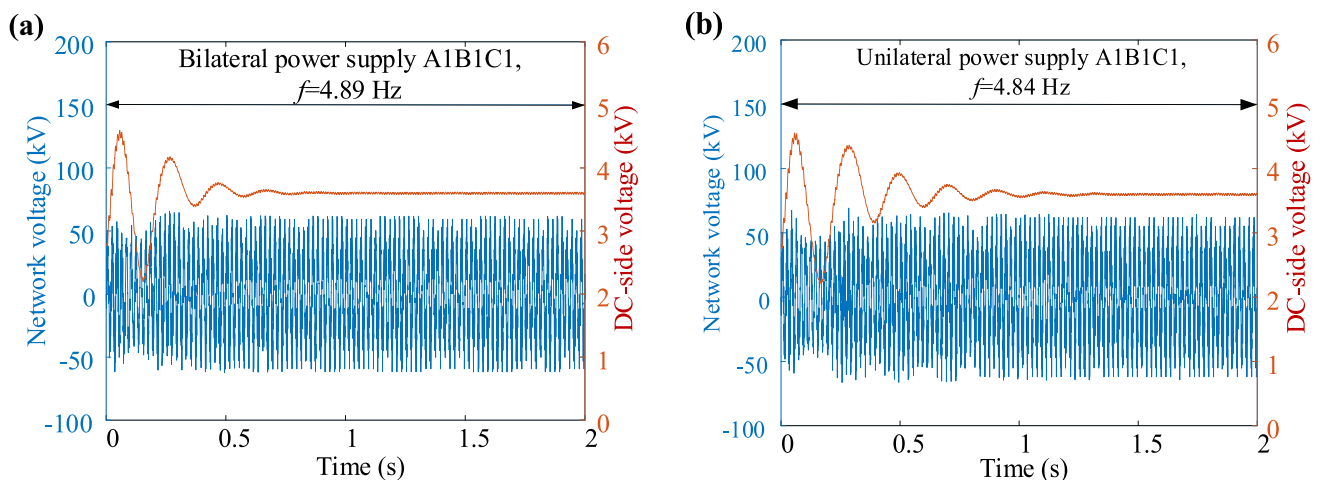 (a)
Bilateral power supply A1B1C1,
f=4.89 Hz
Network voltage (kV)
200
150
100
50
0
-50
-100
DC-side voltage (kV)
6
5
4
3
2
1
0
0 0.5 1 1.5 2
Time (s)
(b)
Unilateral power supply A1B1C1,
f=4.84 Hz
Network voltage (kV)
200
150
100
50
0
-50
-100
DC-side voltage (kV)
6
5
4
3
2
1
0
0 0.5 1 1.5 2
Time (s)